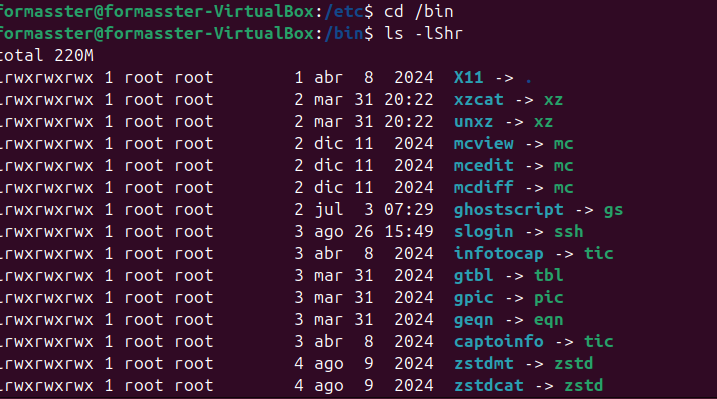 formasster@formasster-VirtualBox:/etc$ cd /bin
formasster@formasster-VirtualBox:/bin$ ls -lShr
total 220M
lrwxrwxrwx 1 root root 1 abr 8 2024 X11 -> .
lrwxrwxrwx 1 root root 2 mar 31 20:22 xzcat -> xz
lrwxrwxrwx 1 root root 2 mar 31 20:22 unxz -> xz
lrwxrwxrwx 1 root root 2 dic 11 2024 mcview -> mc
lrwxrwxrwx 1 root root 2 dic 11 2024 mcedit -> mc
lrwxrwxrwx 1 root root 2 dic 11 2024 mcdiff -> mc
lrwxrwxrwx 1 root root 2 jul 3 07:29 ghostscript -> gs
lrwxrwxrwx 1 root root 3 ago 26 15:49 slogin -> ssh
lrwxrwxrwx 1 root root 3 abr 8 2024 infotocap -> tic
lrwxrwxrwx 1 root root 3 mar 31 2024 gtbl -> tbl
lrwxrwxrwx 1 root root 3 mar 31 2024 gpic -> pic
lrwxrwxrwx 1 root root 3 mar 31 2024 geqn -> eqn
lrwxrwxrwx 1 root root 3 abr 8 2024 captoinfo -> tic
lrwxrwxrwx 1 root root 4 ago 9 2024 zstdmt -> zstd
lrwxrwxrwx 1 root root 4 ago 9 2024 zstdcat -> zstd